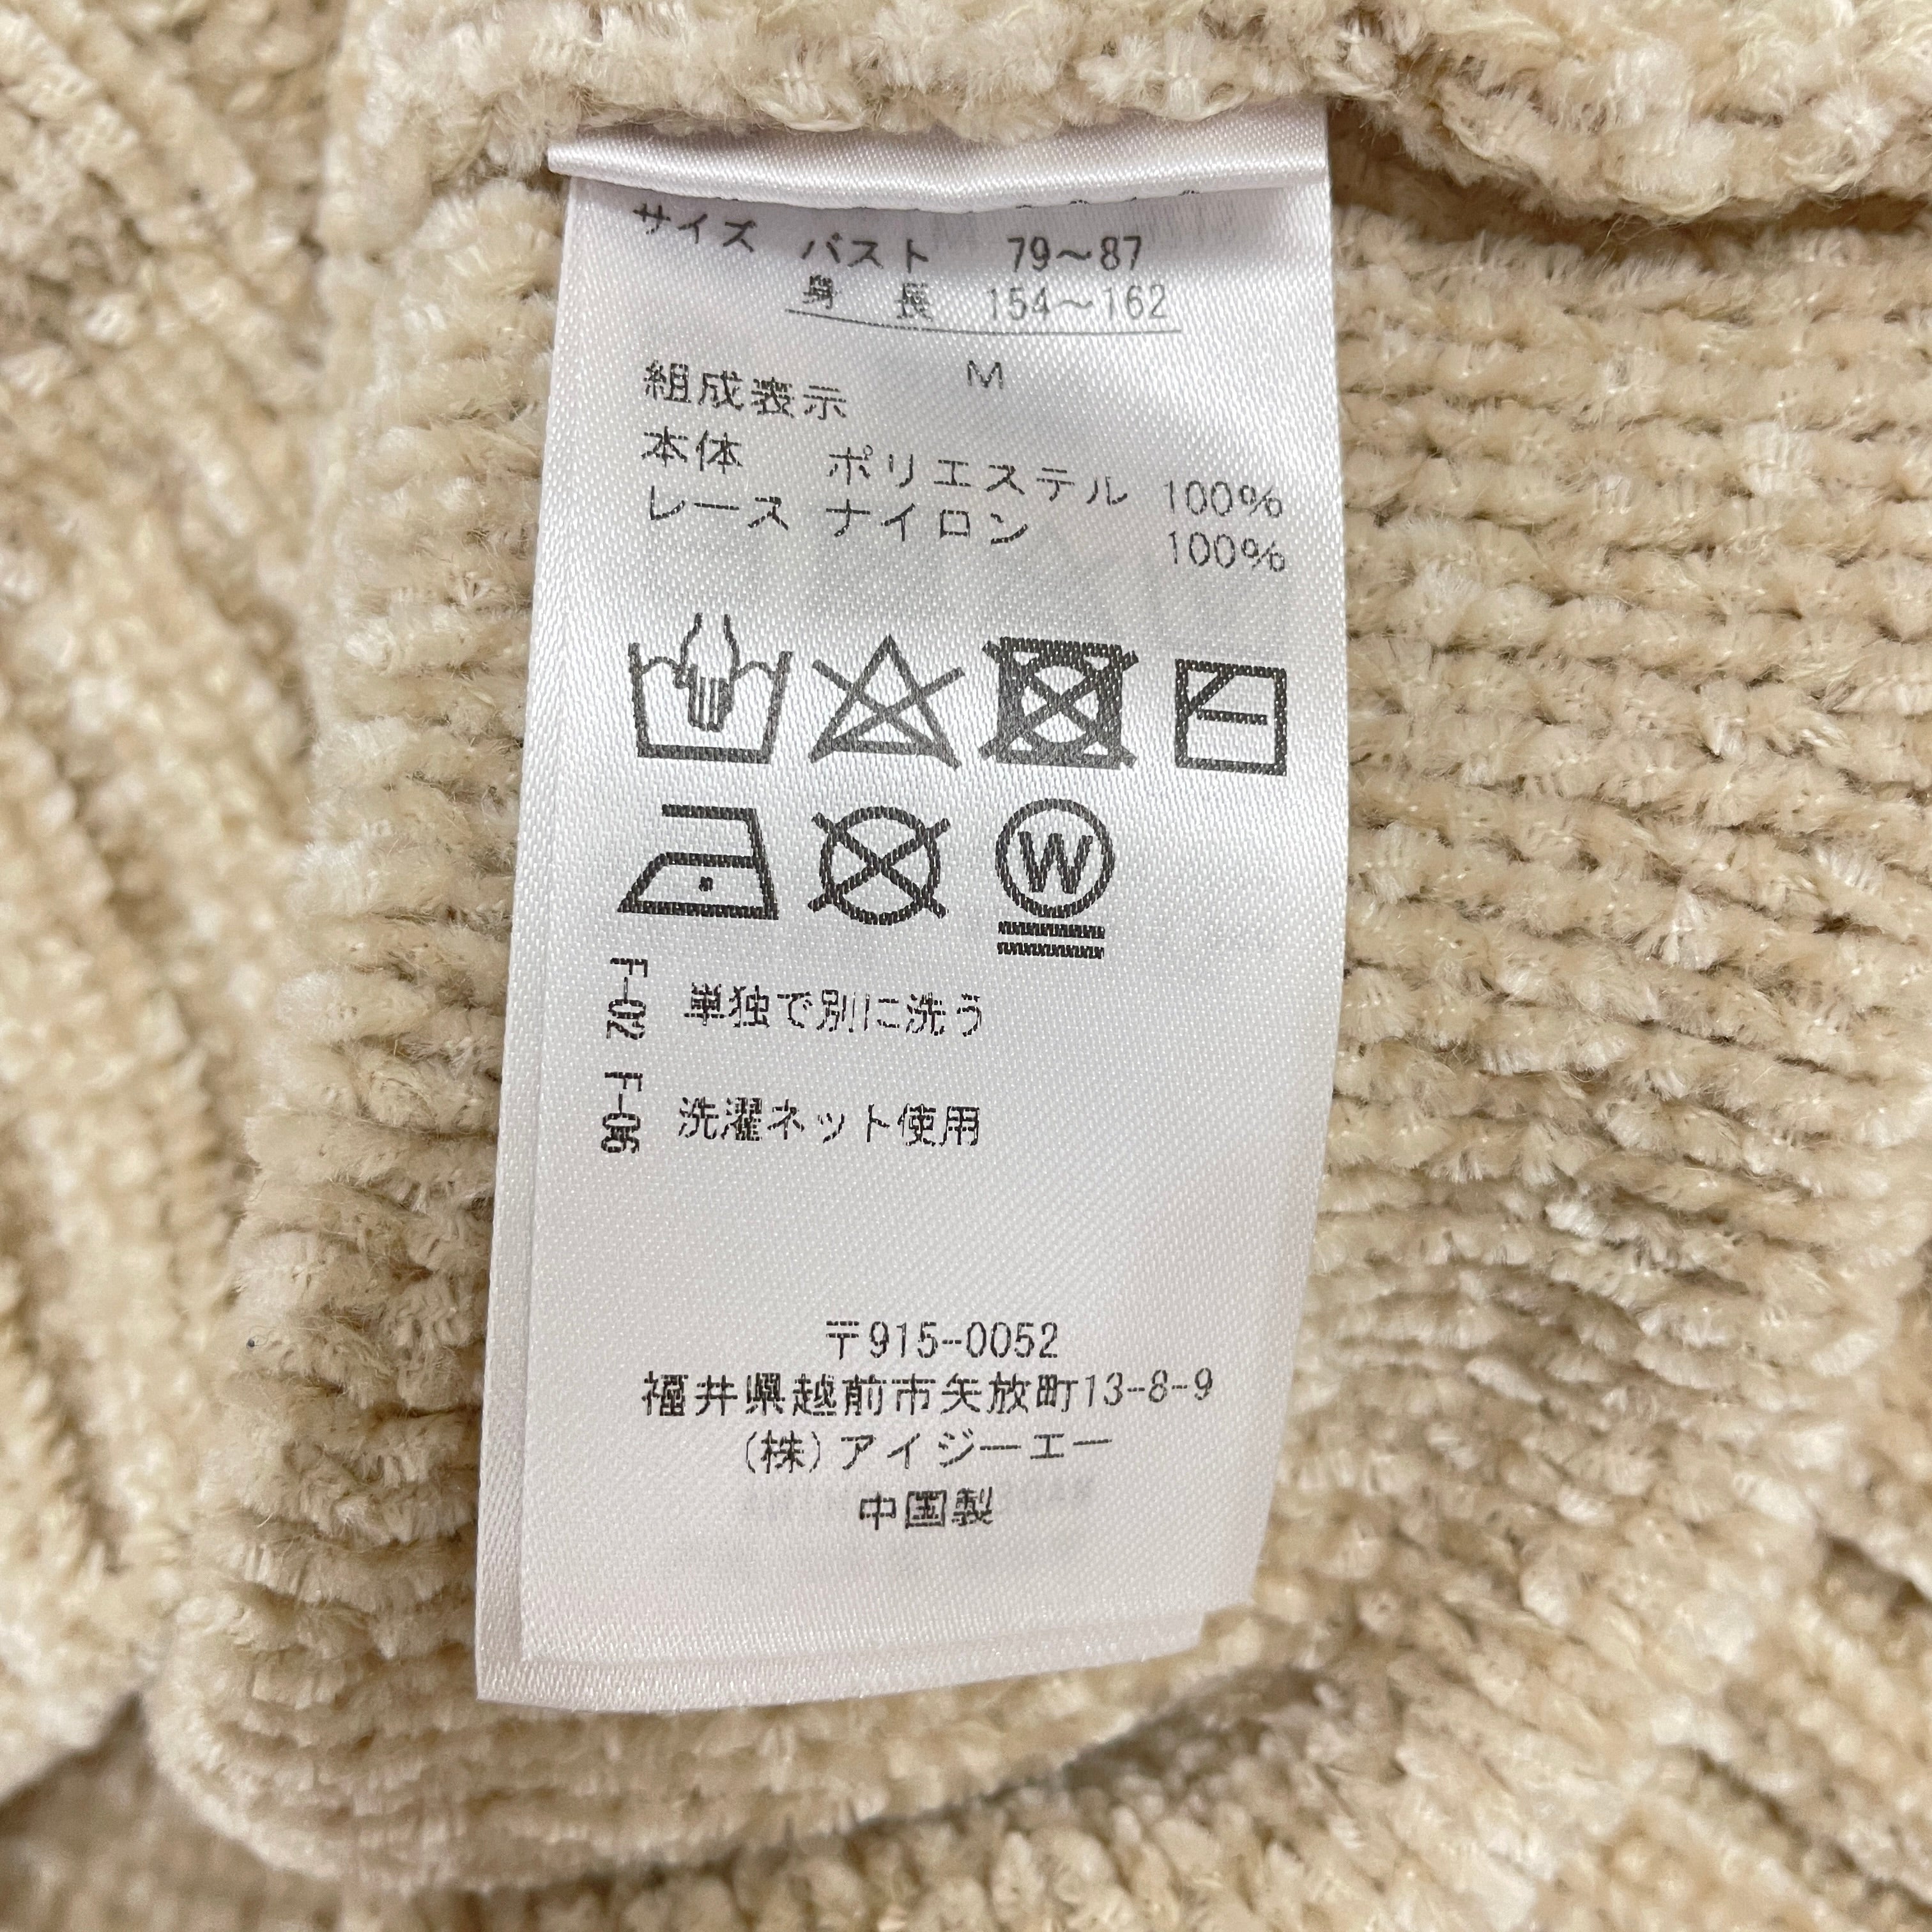 サイズ バスト 79～87
身 長 154～162
M
組成表示
本体 ポリエステル 100%
レース ナイロン 100%
W
F-02 単独で別に洗う
F-06 洗濯ネット使用
〒915-0052
福井県越前市矢放町13-8-9
(株)アイジーエー
中国製